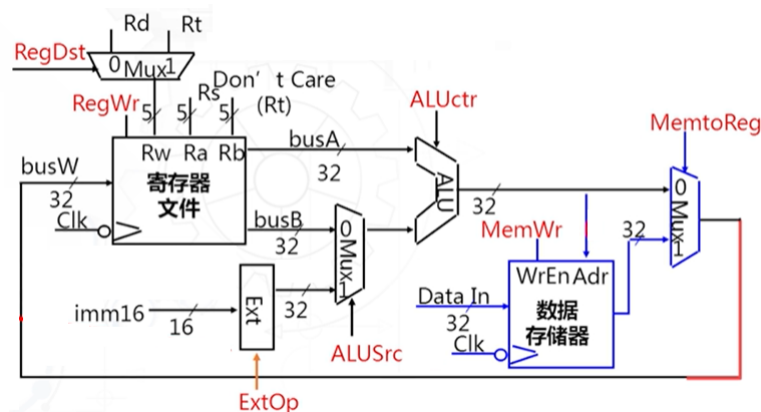 Rd Rt
RegDst
0 Mux 1
Rs Don't Care
(Rt)
RegWr
5 5 5
ALUctr
MemtoReg
busA
32
Rw Ra Rb
busW
32
寄存器
文件
Clk
busB
32
0 Mux 1
ALU
32
0 Mux 1
MemWr
32
WrEn Adr
Data In
32
数据
存储器
Clk
imm16
16
Ext
32
ALUSrc
ExtOp